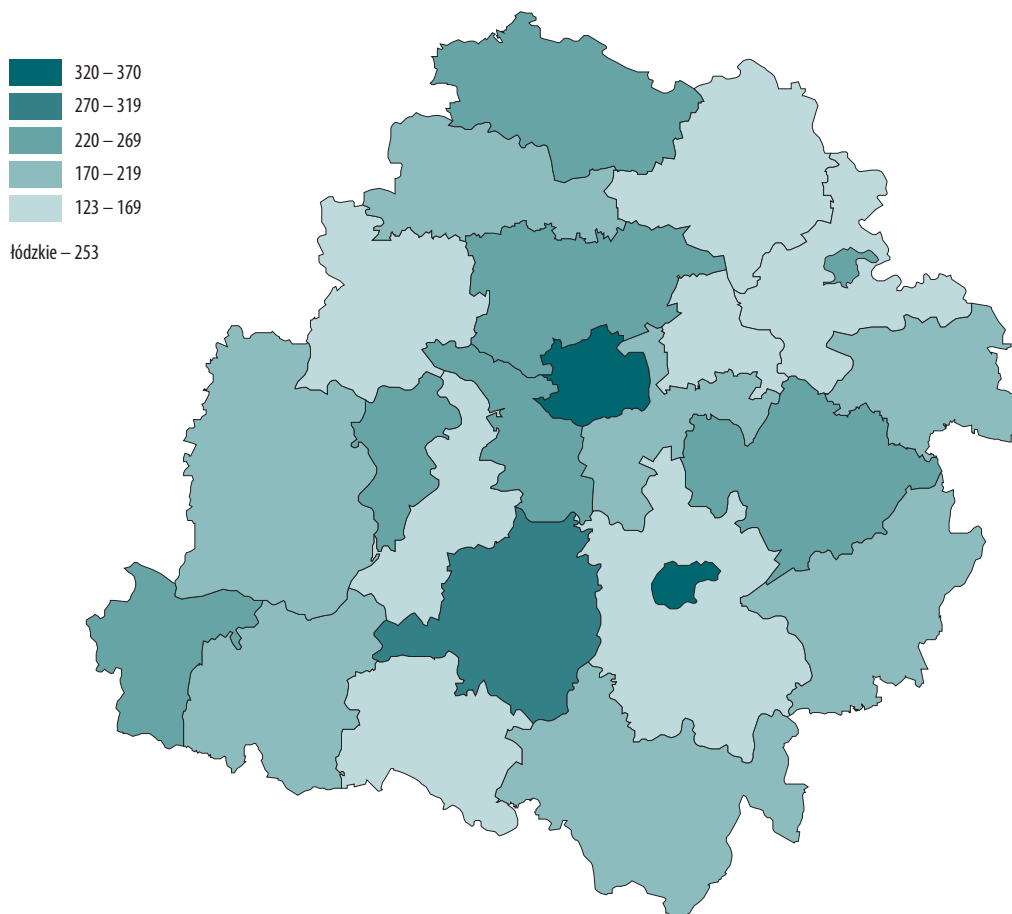 320 – 370
270 – 319
220 – 269
170 – 219
123 – 169
łódzkie – 253